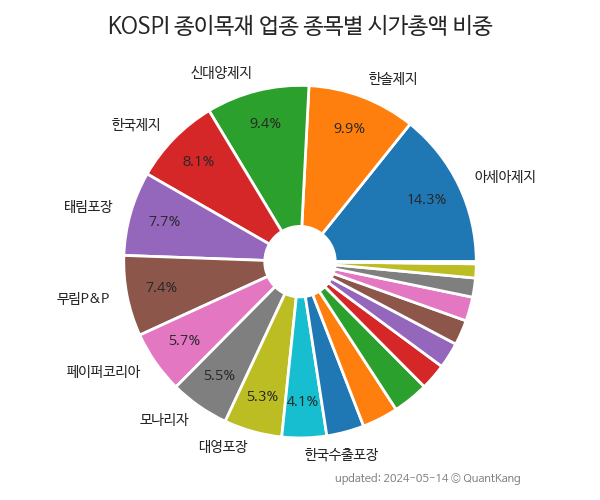 KOSPI 종이목재 업종 종목별 시가총액 비중
아세아제지
14.3%
한솔제지
9.9%
신대양제지
9.4%
한국제지
8.1%
태림포장
7.7%
무림P&P
7.4%
페이퍼코리아
5.7%
모나리자
5.5%
대영포장
5.3%
한국수출포장
4.1%
updated: 2024-05-14 © QuantKang